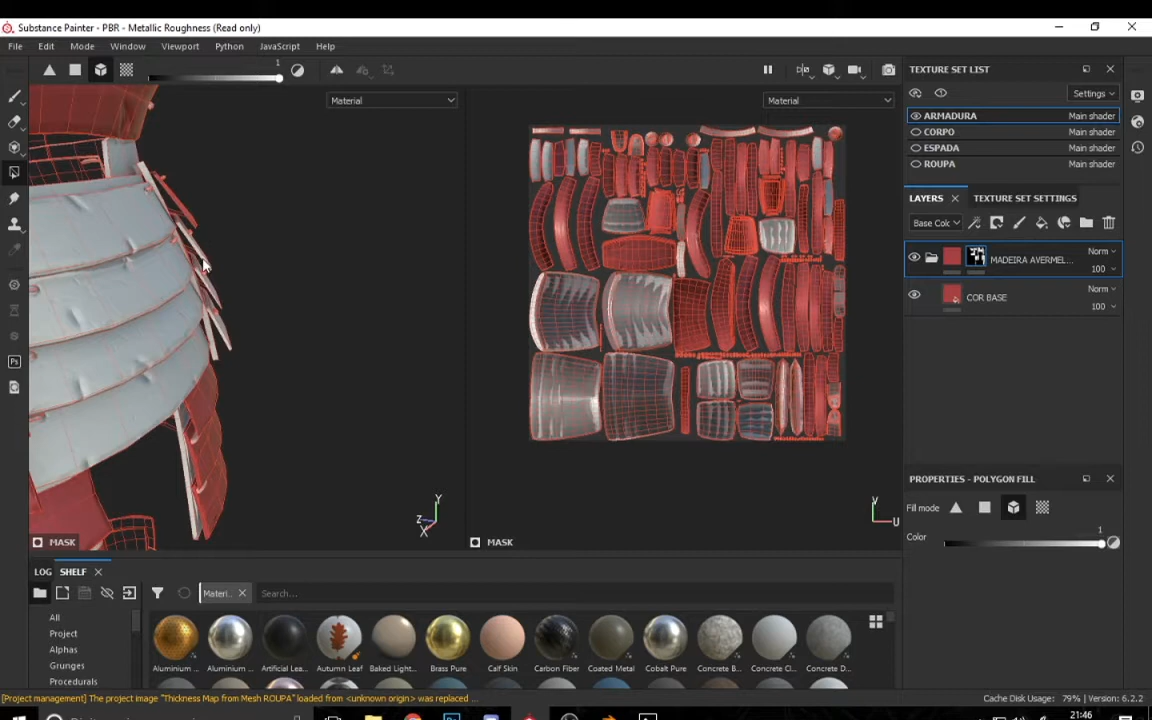 Substance Painter - PBR - Metallic Roughness (Read only)
File Edit Mode Window Viewport Python JavaScript Help
1
Material
Material
TEXTURE SET LIST
Settings
ARMADURA Main shader
CORPO Main shader
ESPADA Main shader
ROUPA Main shader
LAYERS TEXTURE SET SETTINGS
Base Col
MADEIRA AVERMEL... Norm
100
COR BASE Norm
100
PROPERTIES - POLYGON FILL
Fill mode
Color 1
Y
Z
X
V
U
MASK
MASK
LOG SHELF
Materi... Search...
All
Project
Alphas
Grunges
Procedurals
Aluminium ... Aluminium ... Artificial Lea... Autumn Leaf Baked Light... Brass Pure Calf Skin Carbon Fiber Coated Metal Cobalt Pure Concrete B... Concrete Cl... Concrete D...
[Project management] The project image "Thickness Map from Mesh ROUPA" loaded from <unknown origin> was replaced ...
Cache Disk Usage: 79% | Version: 6.2.2
21:46